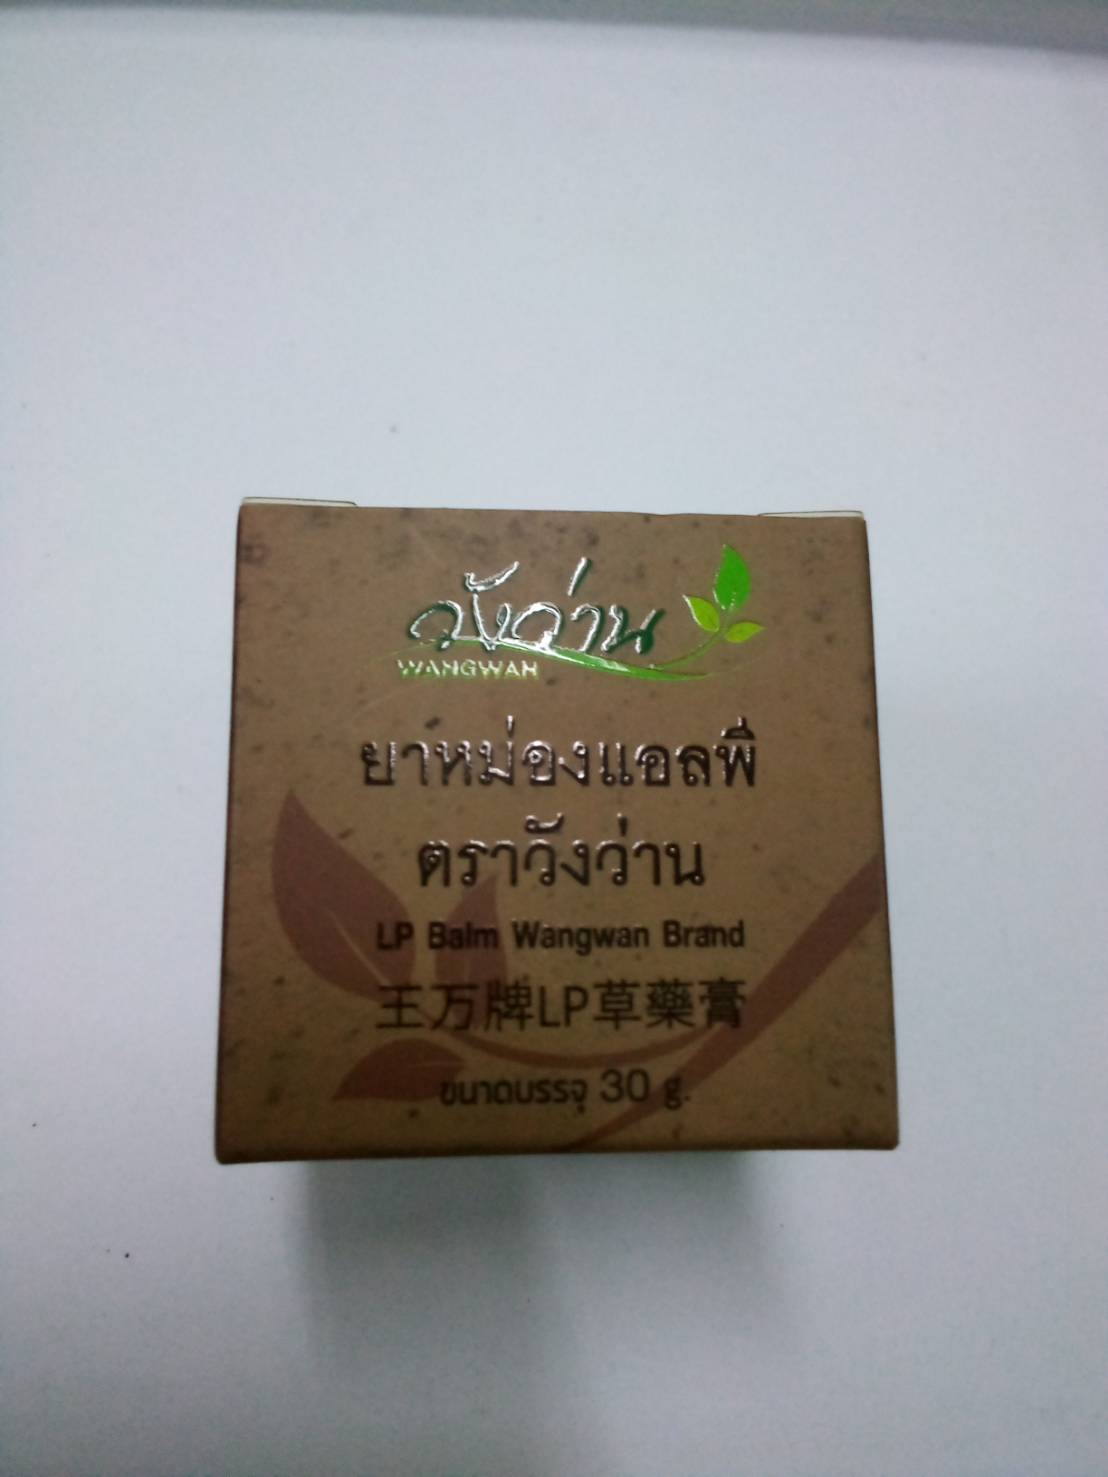 วังว่าน
WANGWAN
ยาหม่องแอลพี
ตราวังว่าน
LP Balm Wangwan Brand
王万牌LP草藥膏
ขนาดบรรจุ 30 g.